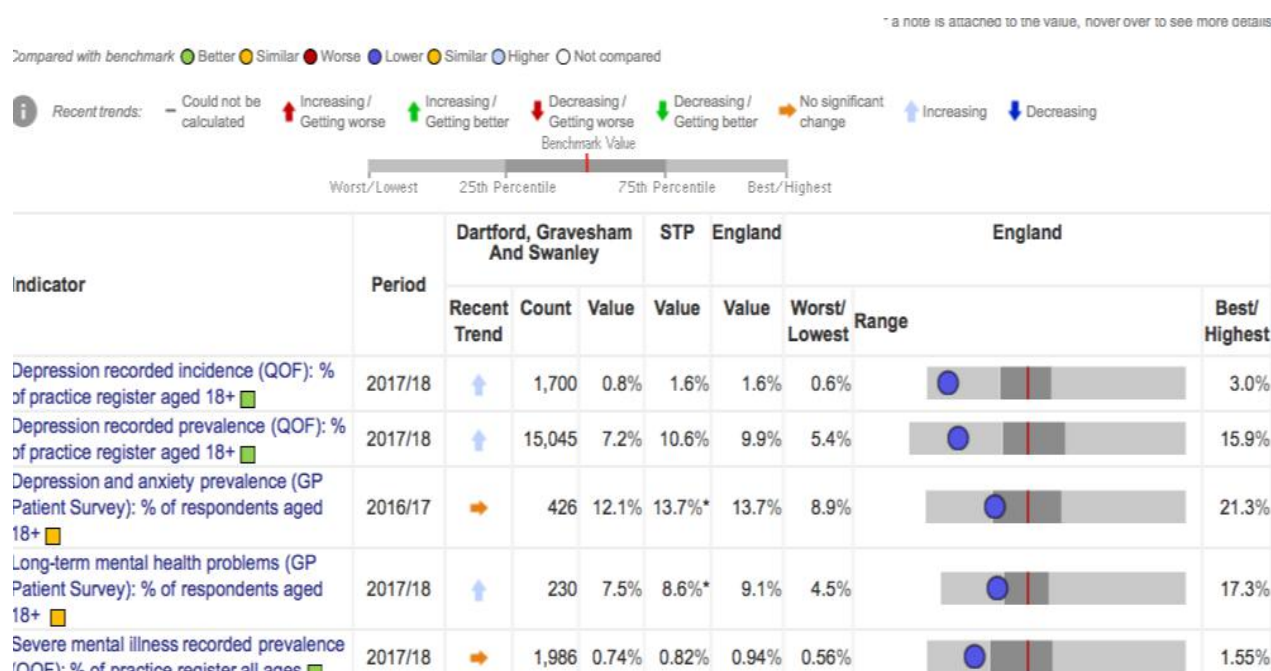 * a note is attached to the value, hover over to see more details
Compared with benchmark Better Similar Worse Lower Similar Higher Not compared
i Recent trends: – Could not be calculated Increasing / Getting worse Increasing / Getting better Decreasing / Getting worse Decreasing / Getting better No significant change Increasing Decreasing
Benchmark Value
Worst/Lowest 25th Percentile 75th Percentile Best/Highest
Indicator Period Dartford, Gravesham And Swanley STP England England
Recent Trend Count Value Value Value Worst/ Lowest Range Best/ Highest
Depression recorded incidence (QOF): %
of practice register aged 18+ 2017/18 1,700 0.8% 1.6% 1.6% 0.6% 3.0%
Depression recorded prevalence (QOF): %
of practice register aged 18+ 2017/18 15,045 7.2% 10.6% 9.9% 5.4% 15.9%
Depression and anxiety prevalence (GP
Patient Survey): % of respondents aged
18+ 2016/17 426 12.1% 13.7%* 13.7% 8.9% 21.3%
Long-term mental health problems (GP
Patient Survey): % of respondents aged
18+ 2017/18 230 7.5% 8.6%* 9.1% 4.5% 17.3%
Severe mental illness recorded prevalence
(QOF): % of practice register all ages 2017/18 1,986 0.74% 0.82% 0.94% 0.56% 1.55%